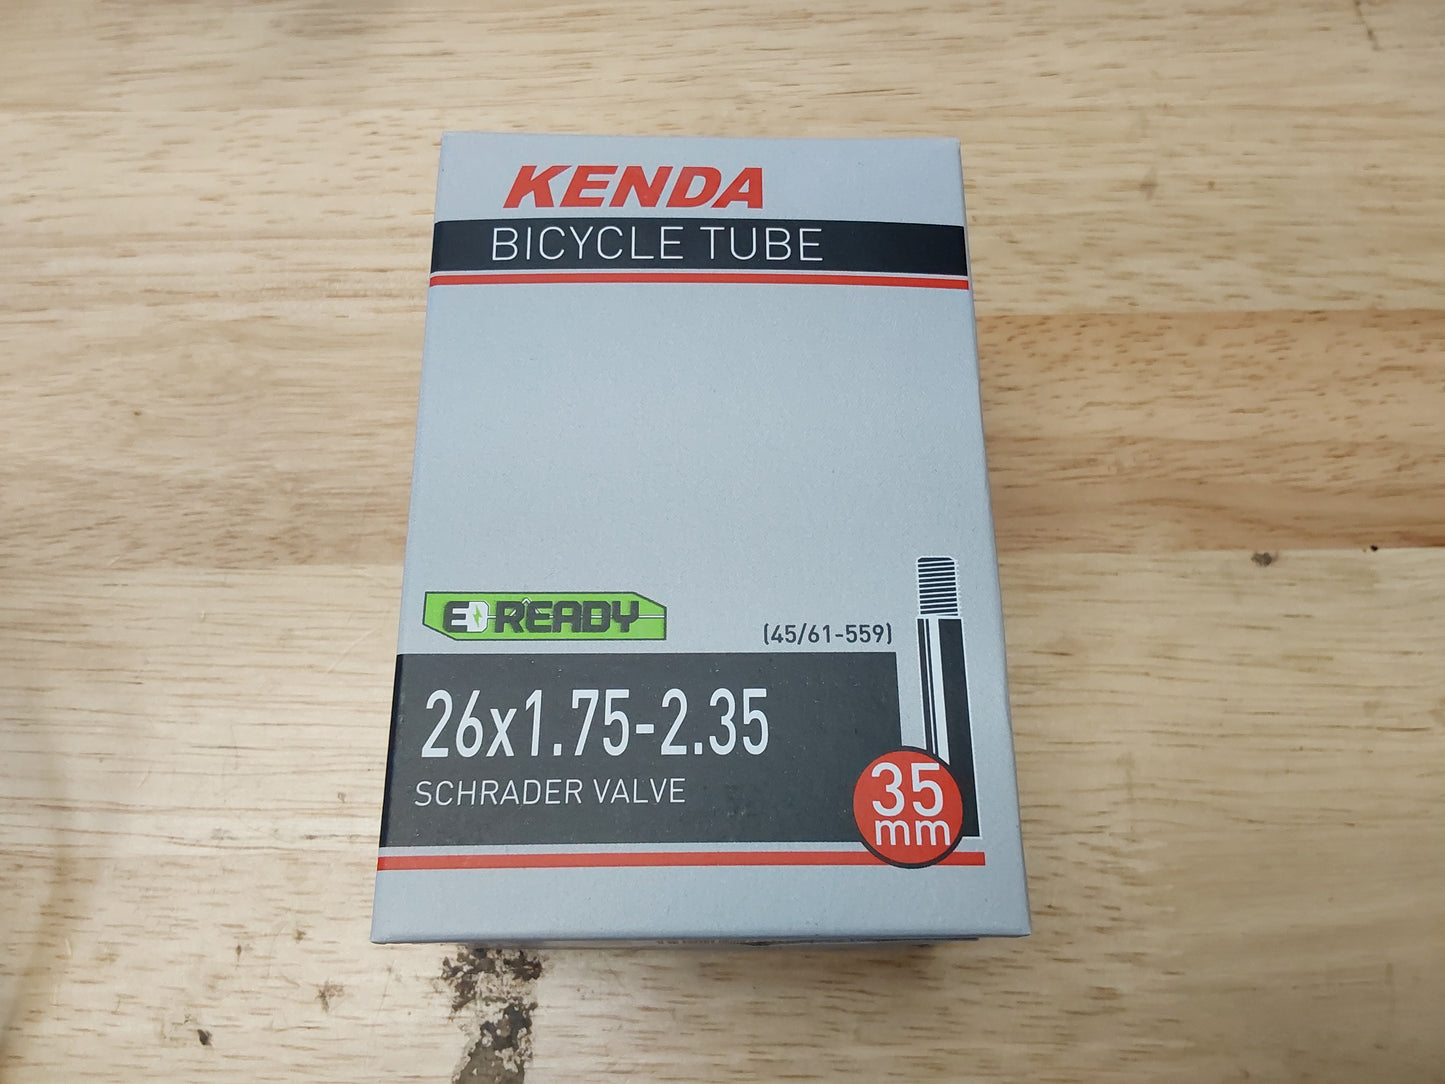 KENDA
BICYCLE TUBE
E READY
(45/61-559)
26x1.75-2.35
SCHRADER VALVE
35
mm